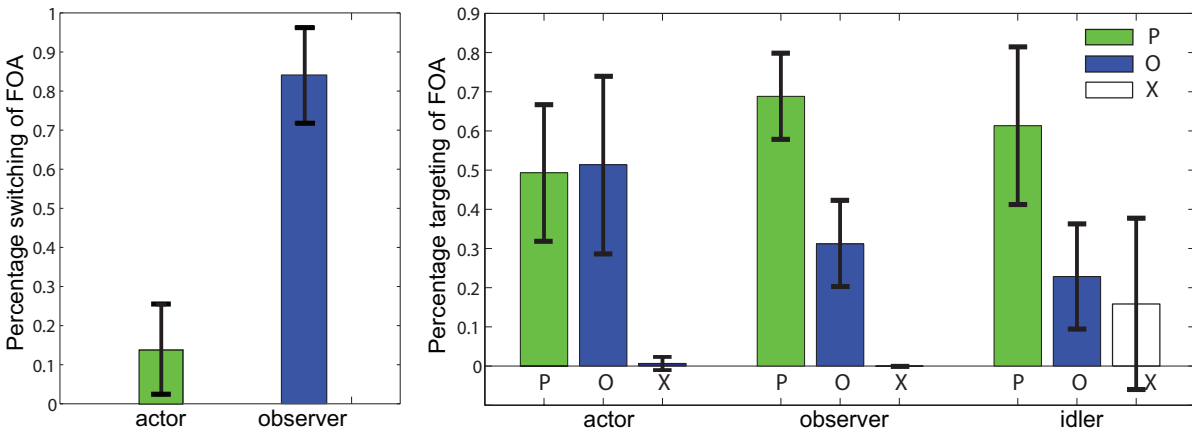 Percentage switching of FOA
1
0.9
0.8
0.7
0.6
0.5
0.4
0.3
0.2
0.1
0
actor observer
Percentage targeting of FOA
0.9
0.8
0.7
0.6
0.5
0.4
0.3
0.2
0.1
0
P
O
X
P O X P O X P O X
actor observer idler